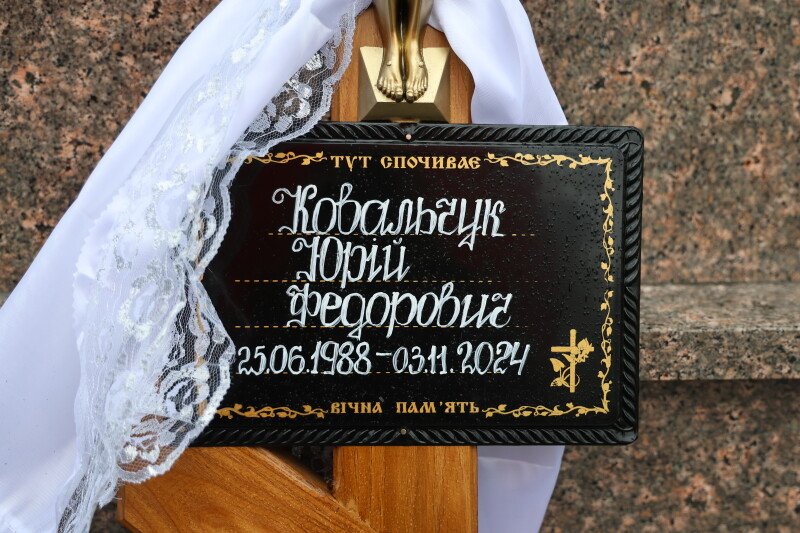 ТУТ СПОЧИВАЄ
Ковальчук
Юрій
Федорович
25.06.1988 – 03.11.2024
ВІЧНА ПАМ'ЯТЬ